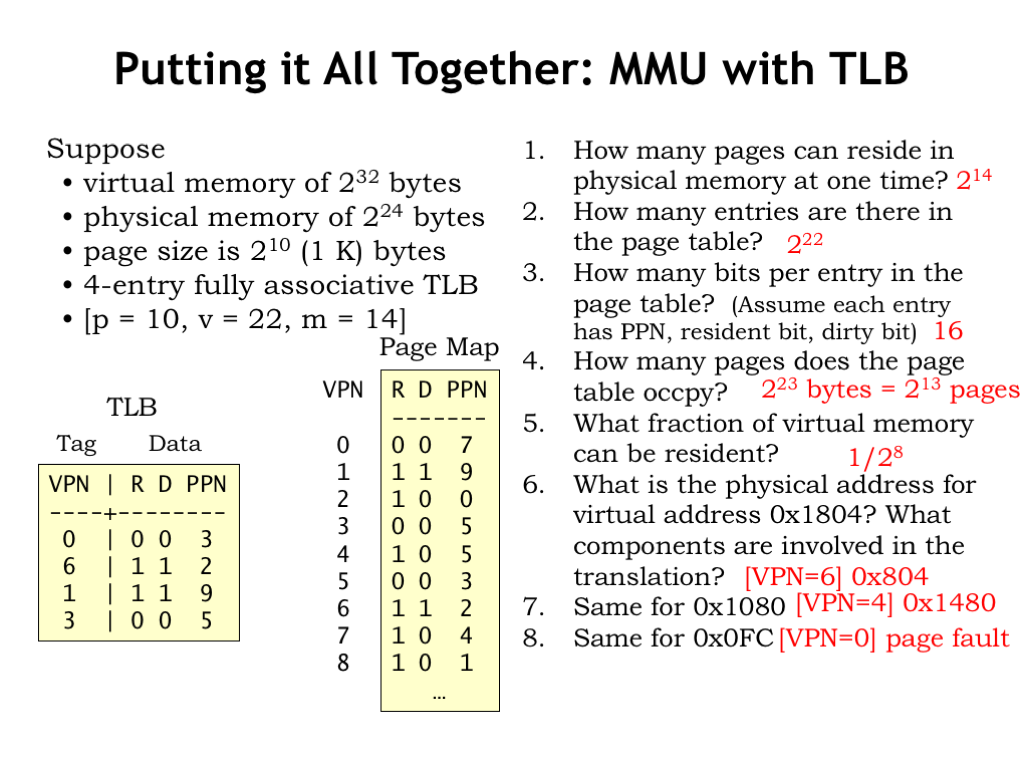 Putting it All Together: MMU with TLB
Suppose
• virtual memory of 2³² bytes
• physical memory of 2²⁴ bytes
• page size is 2¹⁰ (1 K) bytes
• 4-entry fully associative TLB
• [p = 10, v = 22, m = 14]
TLB
Tag Data
VPN | R D PPN
----+--------
0 | 0 0 3
6 | 1 1 2
1 | 1 1 9
3 | 0 0 5
Page Map
VPN R D PPN
-------
0 0 0 7
1 1 1 9
2 1 0 0
3 0 0 5
4 1 0 5
5 0 0 3
6 1 1 2
7 1 0 4
8 1 0 1
…
1. How many pages can reside in
physical memory at one time? 2¹⁴
2. How many entries are there in
the page table? 2²²
3. How many bits per entry in the
page table? (Assume each entry
has PPN, resident bit, dirty bit) 16
4. How many pages does the page
table occpy? 2²³ bytes = 2¹³ pages
5. What fraction of virtual memory
can be resident? 1/2⁸
6. What is the physical address for
virtual address 0x1804? What
components are involved in the
translation? [VPN=6] 0x804
7. Same for 0x1080 [VPN=4] 0x1480
8. Same for 0x0FC [VPN=0] page fault